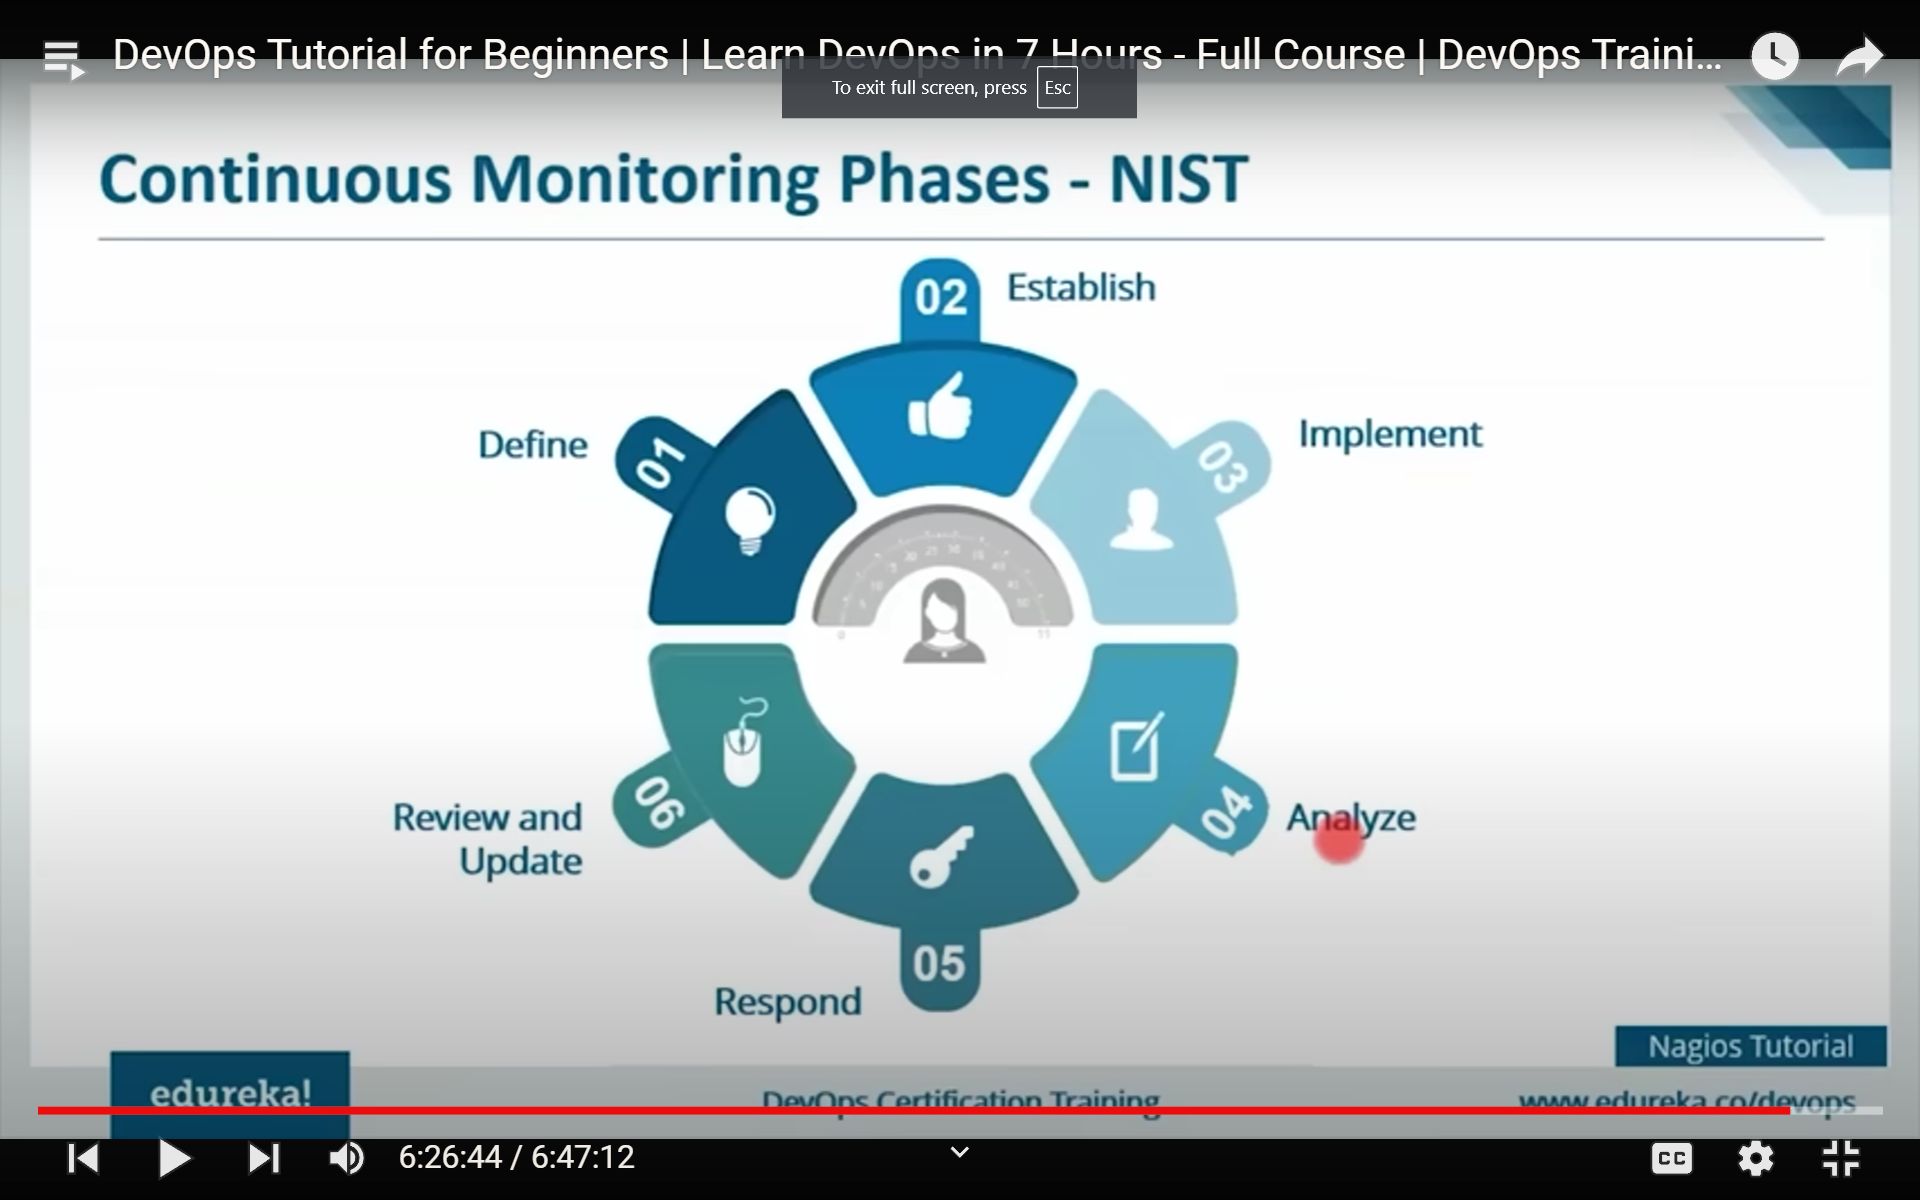 DevOps Tutorial for Beginners | Learn DevOps in 7 Hours - Full Course | DevOps Traini...
To exit full screen, press Esc
Continuous Monitoring Phases - NIST
02 Establish
Define 01
03 Implement
Review and
Update
06
04 Analyze
05
Respond
Nagios Tutorial
edureka!
DevOps Certification Training
www.edureka.co/devops
6:26:44 / 6:47:12
CC